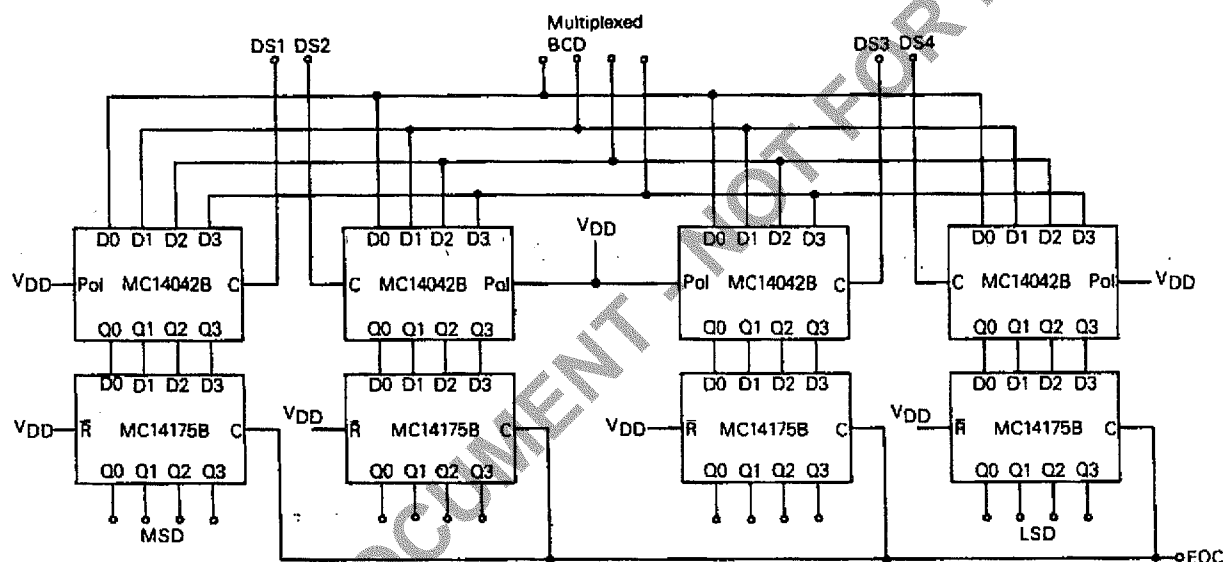 Multiplexed
BCD
DS1 DS2
DS3 DS4
D0 D1 D2 D3
D0 D1 D2 D3
VDD
D0 D1 D2 D3
D0 D1 D2 D3
VDD Pol MC14042B C
C MC14042B Pol
Pol MC14042B C
C MC14042B Pol VDD
Q0 Q1 Q2 Q3
Q0 Q1 Q2 Q3
Q0 Q1 Q2 Q3
Q0 Q1 Q2 Q3
D0 D1 D2 D3
D0 D1 D2 D3
D0 D1 D2 D3
D0 D1 D2 D3
VDD R̅ MC14175B C
VDD R̅ MC14175B C
VDD R̅ MC14175B C
VDD R̅ MC14175B C
Q0 Q1 Q2 Q3
Q0 Q1 Q2 Q3
Q0 Q1 Q2 Q3
Q0 Q1 Q2 Q3
MSD
LSD
EOC
OCUMENT - NOT FOR